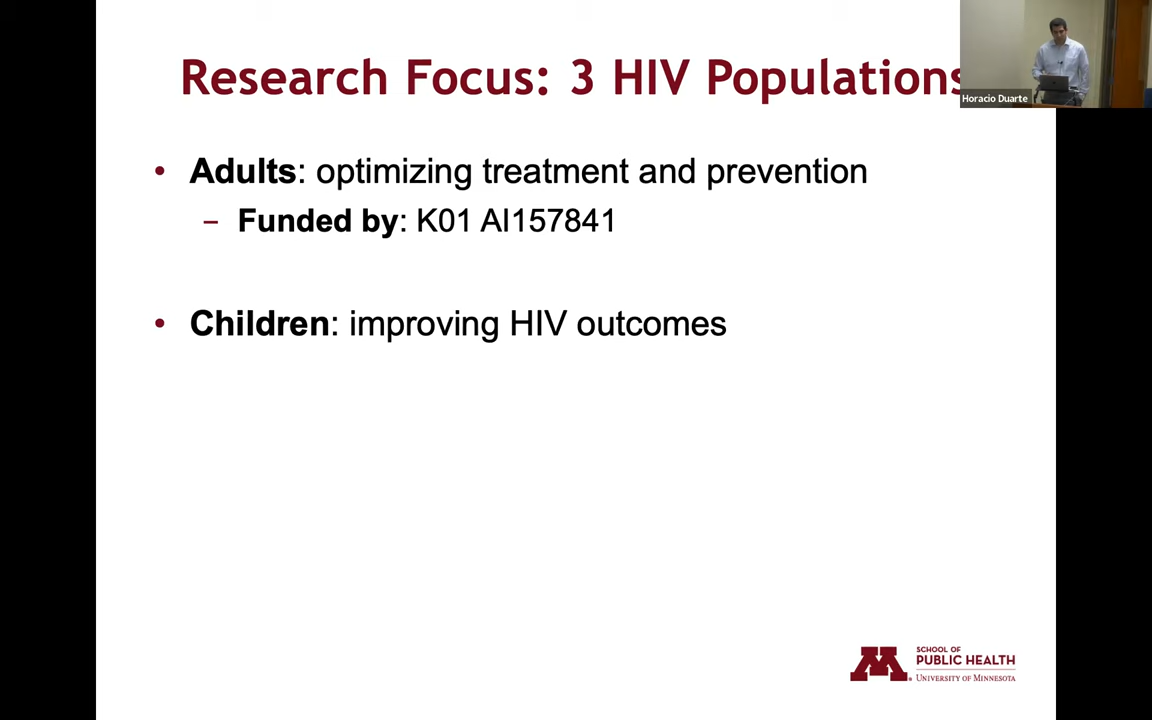 Research Focus: 3 HIV Populations
Horacio Duarte
• Adults: optimizing treatment and prevention
– Funded by: K01 AI157841
• Children: improving HIV outcomes
M
SCHOOL OF
PUBLIC HEALTH
UNIVERSITY OF MINNESOTA